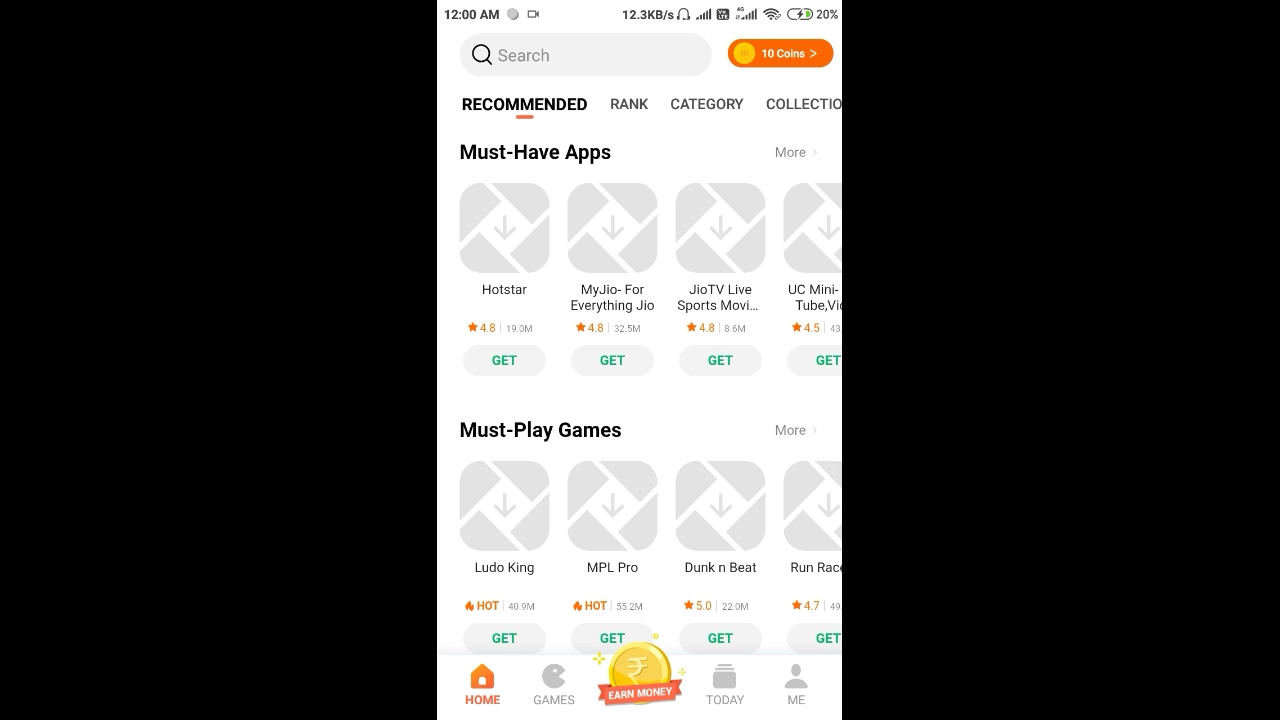 12:00 AM 12.3KB/s 4G 20%
Search
10 Coins >
RECOMMENDED RANK CATEGORY COLLECTIO
Must-Have Apps More >
Hotstar MyJio- For JioTV Live UC Mini-
Everything Jio Sports Movi... Tube,Vic
4.8 19.0M 4.8 32.5M 4.8 8.6M 4.5 43.
GET GET GET GET
Must-Play Games More >
Ludo King MPL Pro Dunk n Beat Run Race
HOT 40.9M HOT 55.2M 5.0 22.0M 4.7 49.
GET GET GET GET
₹
EARN MONEY
HOME GAMES TODAY ME